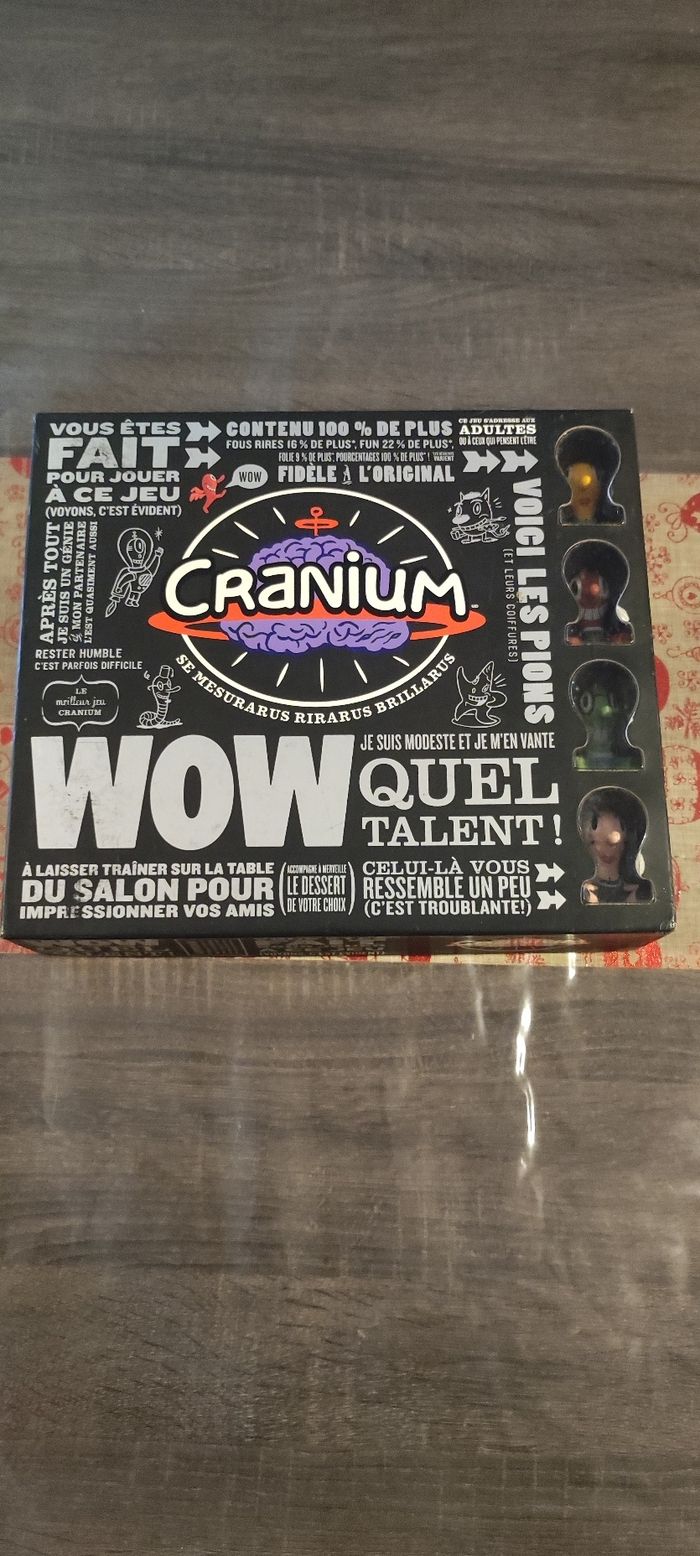 VOUS ÊTES
FAIT
POUR JOUER
À CE JEU
(VOYONS, C'EST ÉVIDENT)
CONTENU 100 % DE PLUS
FOUS RIRES 16 % DE PLUS*, FUN 22 % DE PLUS*,
FOLIE 9 % DE PLUS*, POURCENTAGES 100 % DE PLUS* !
FIDÈLE À L'ORIGINAL
CE JEU S'ADRESSE AUX
ADULTES
OU À CEUX QUI PENSENT L'ÊTRE
WOW
APRÈS TOUT
JE SUIS UN GÉNIE
& MON PARTENAIRE
L'EST QUASIMENT AUSSI
RESTER HUMBLE
C'EST PARFOIS DIFFICILE
LE
meilleur jeu
CRANIUM
CRANIUM
SE MESURARUS RIRARUS BRILLARUS
VOICI LES PIONS
(ET LEURS COIFFURES)
WOW
JE SUIS MODESTE ET JE M'EN VANTE
QUEL
TALENT !
À LAISSER TRAÎNER SUR LA TABLE
DU SALON POUR
IMPRESSIONNER VOS AMIS
(ACCOMPAGNE À MERVEILLE
LE DESSERT
DE VOTRE CHOIX)
CELUI-LÀ VOUS
RESSEMBLE UN PEU
(C'EST TROUBLANTE!)